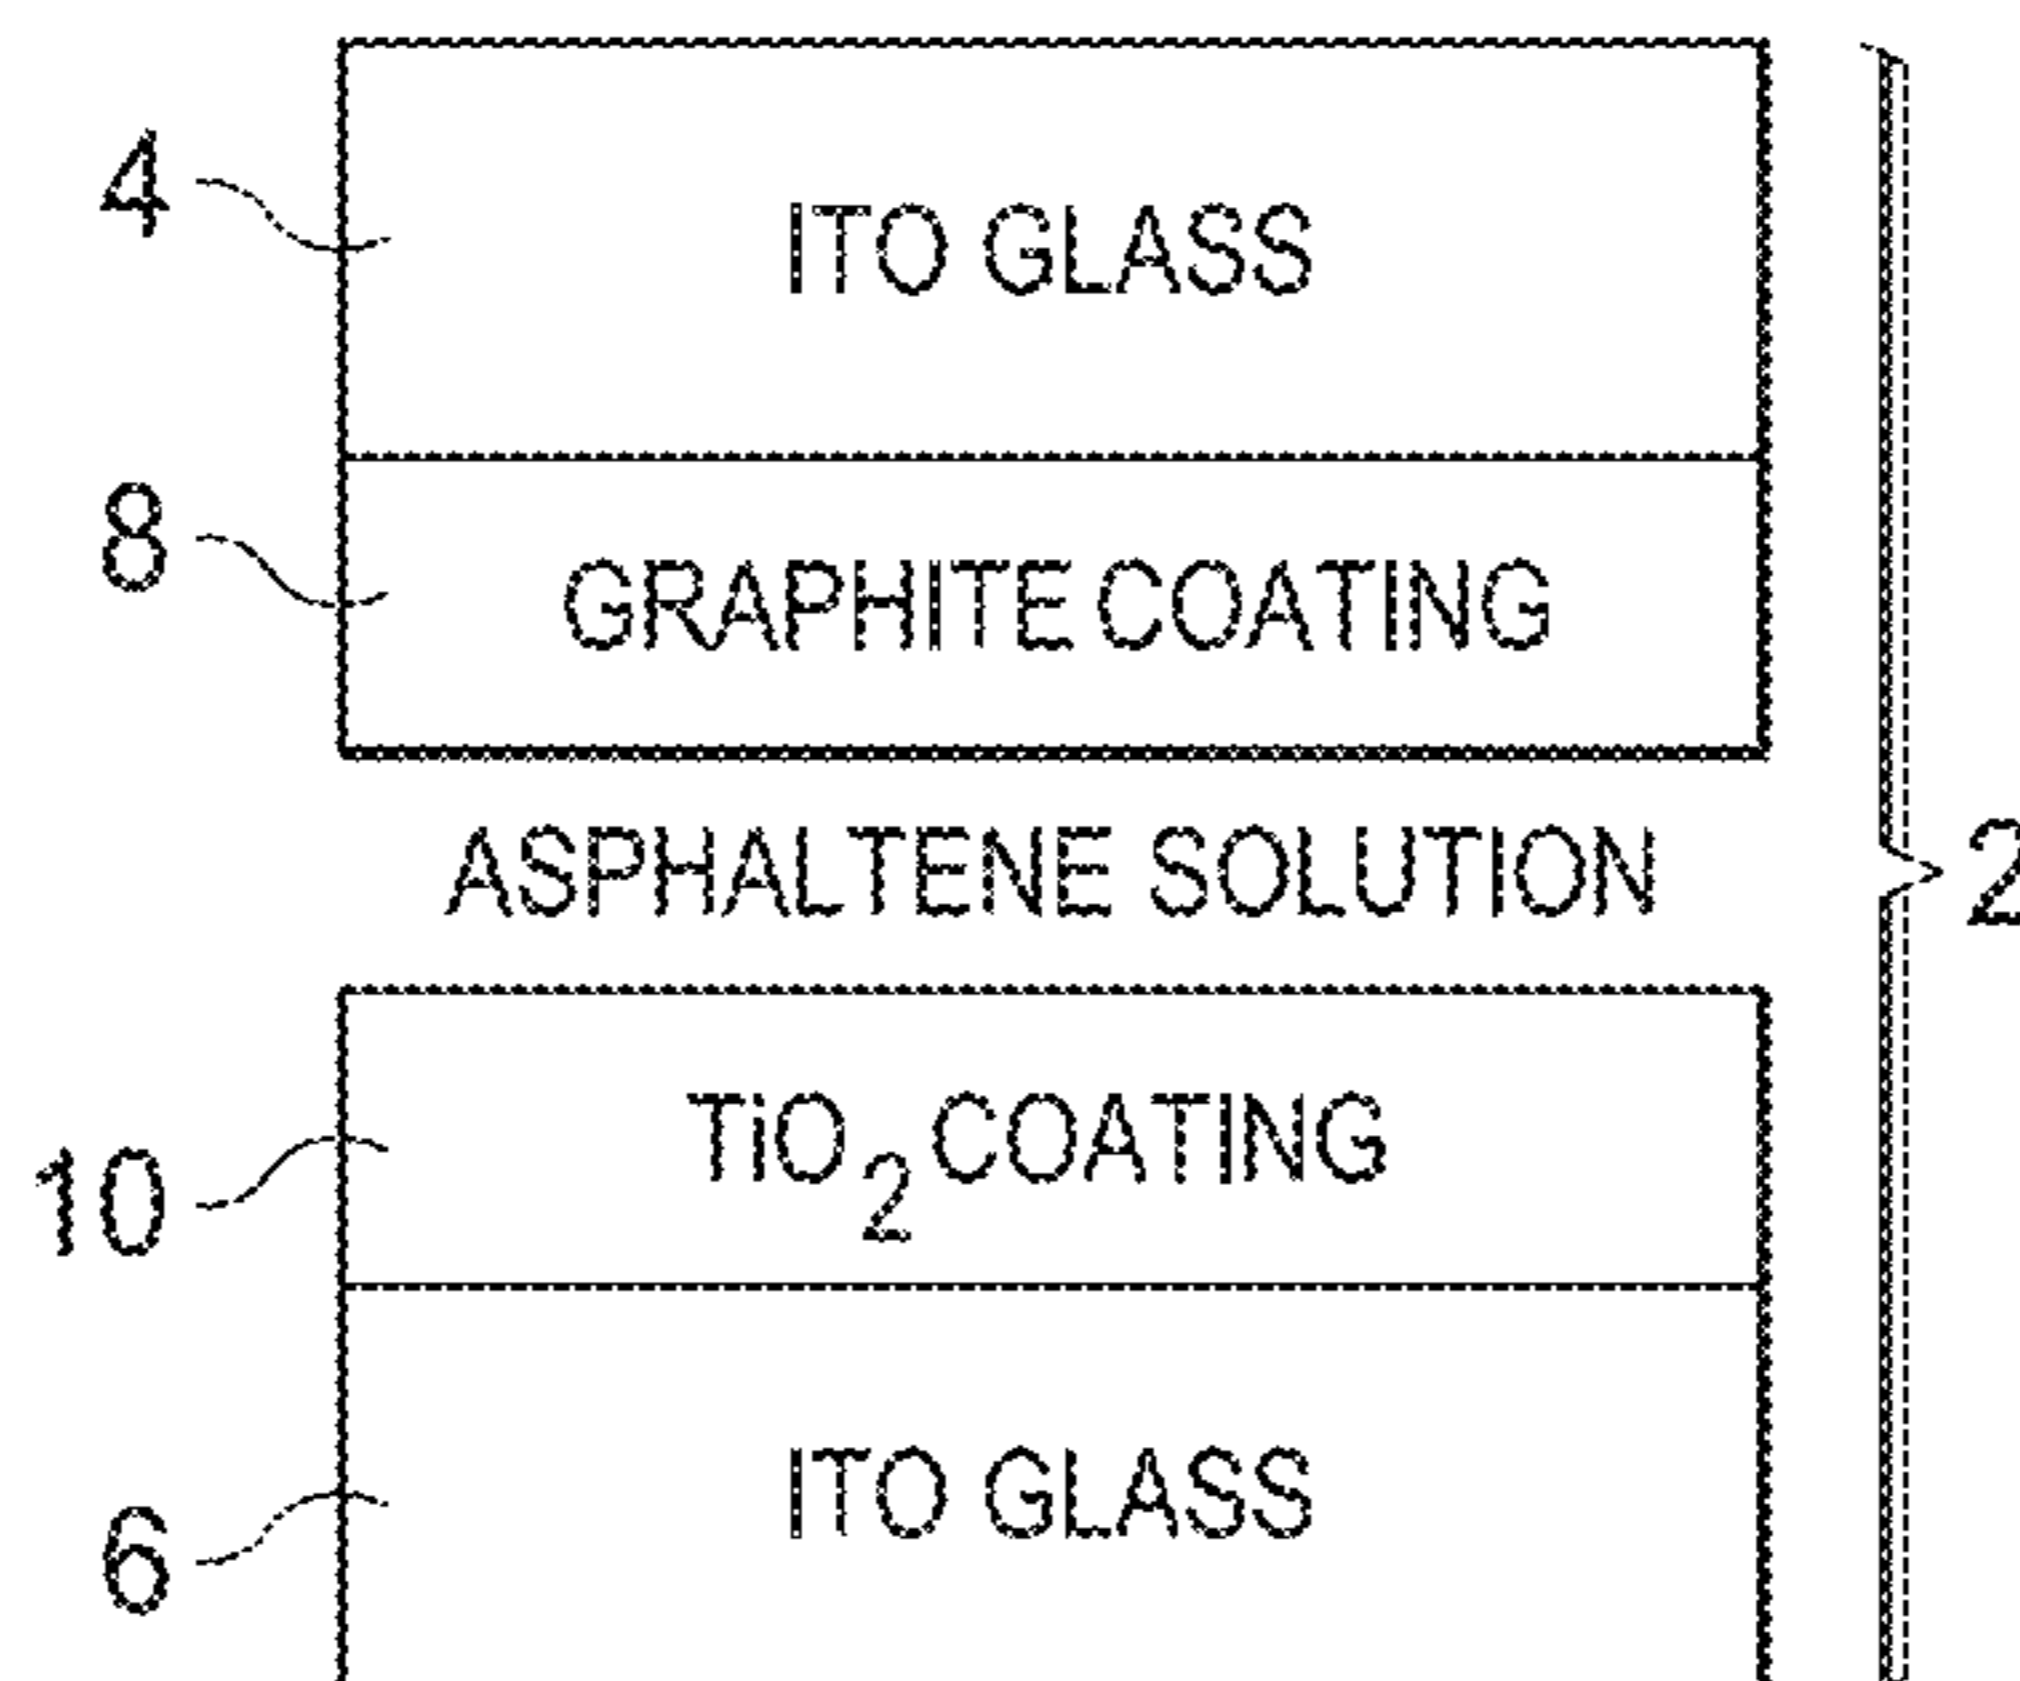 4 ITO GLASS
8 GRAPHITE COATING
ASPHALTENE SOLUTION 2
10 TiO2 COATING
6 ITO GLASS